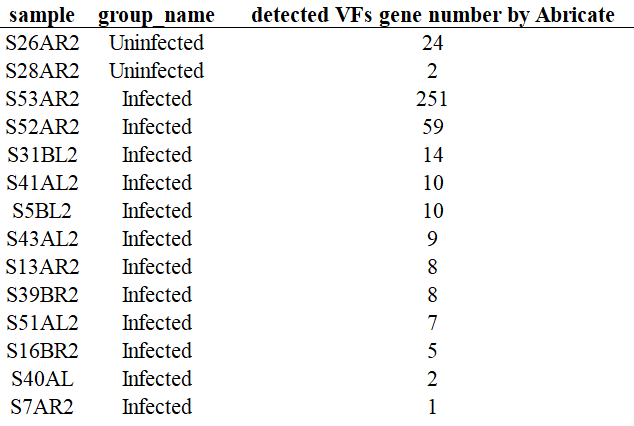 sample group_name detected VFs gene number by Abricate
S26AR2 Uninfected 24
S28AR2 Uninfected 2
S53AR2 Infected 251
S52AR2 Infected 59
S31BL2 Infected 14
S41AL2 Infected 10
S5BL2 Infected 10
S43AL2 Infected 9
S13AR2 Infected 8
S39BR2 Infected 8
S51AL2 Infected 7
S16BR2 Infected 5
S40AL Infected 2
S7AR2 Infected 1